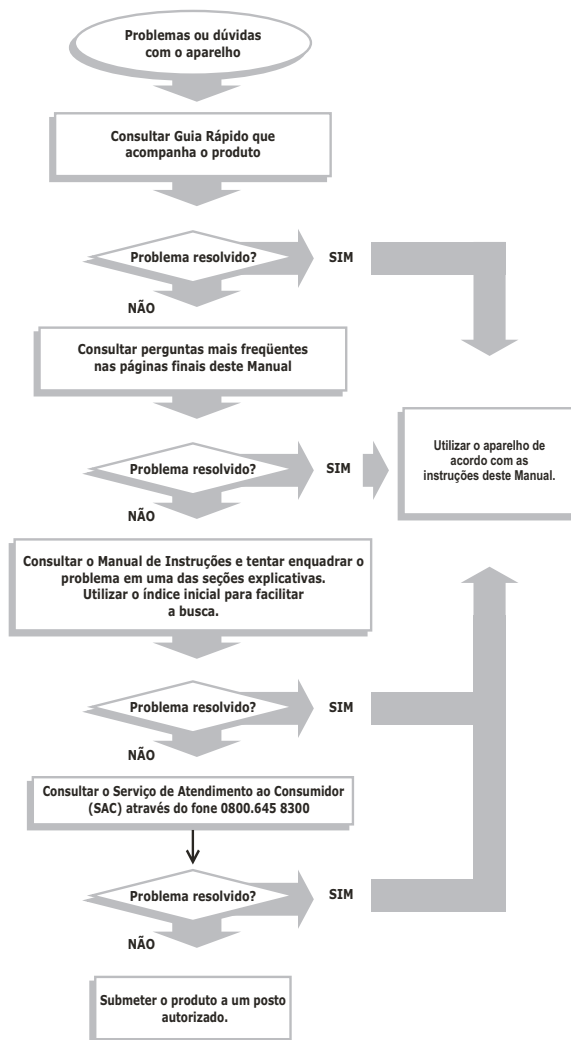 Problemas ou dúvidas
com o aparelho
Consultar Guia Rápido que
acompanha o produto
Problema resolvido?
SIM
NÃO
Consultar perguntas mais freqüentes
nas páginas finais deste Manual
Problema resolvido?
SIM
Utilizar o aparelho de
acordo com as
instruções deste Manual.
NÃO
Consultar o Manual de Instruções e tentar enquadrar o
problema em uma das seções explicativas.
Utilizar o índice inicial para facilitar
a busca.
Problema resolvido?
SIM
NÃO
Consultar o Serviço de Atendimento ao Consumidor
(SAC) através do fone 0800.645 8300
Problema resolvido?
SIM
NÃO
Submeter o produto a um posto
autorizado.